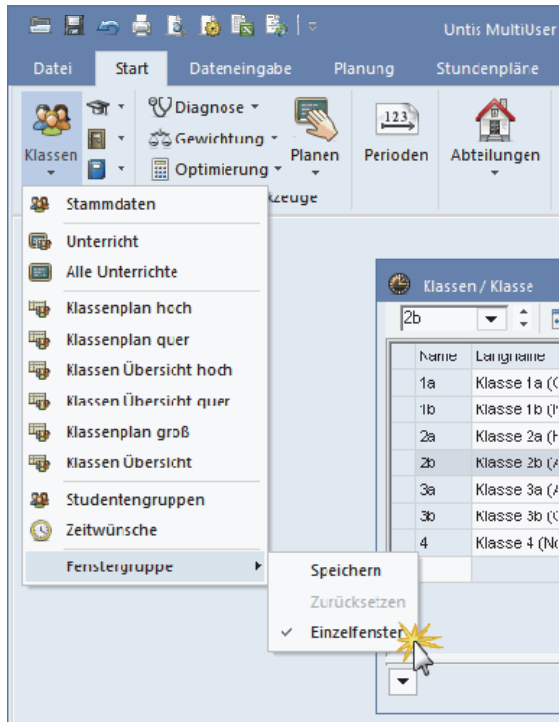 Untis MultiUser
Datei Start Dateneingabe Planung Stundenpläne
Klassen
Diagnose
Gewichtung
Optimierung
Planen
123
Perioden
Abteilungen
Stammdaten
Unterricht
Alle Unterrichte
Klassenplan hoch
Klassenplan quer
Klassen Übersicht hoch
Klassen Übersicht quer
Klassenplan groß
Klassen Übersicht
Studentengruppen
Zeitwünsche
Fenstergruppe
Speichern
Zurücksetzen
Einzelfenster
Klassen / Klasse
2b
Name Langname
1a Klasse 1a
1b Klasse 1b
2a Klasse 2a
2b Klasse 2b
3a Klasse 3a
3b Klasse 3b
4 Klasse 4